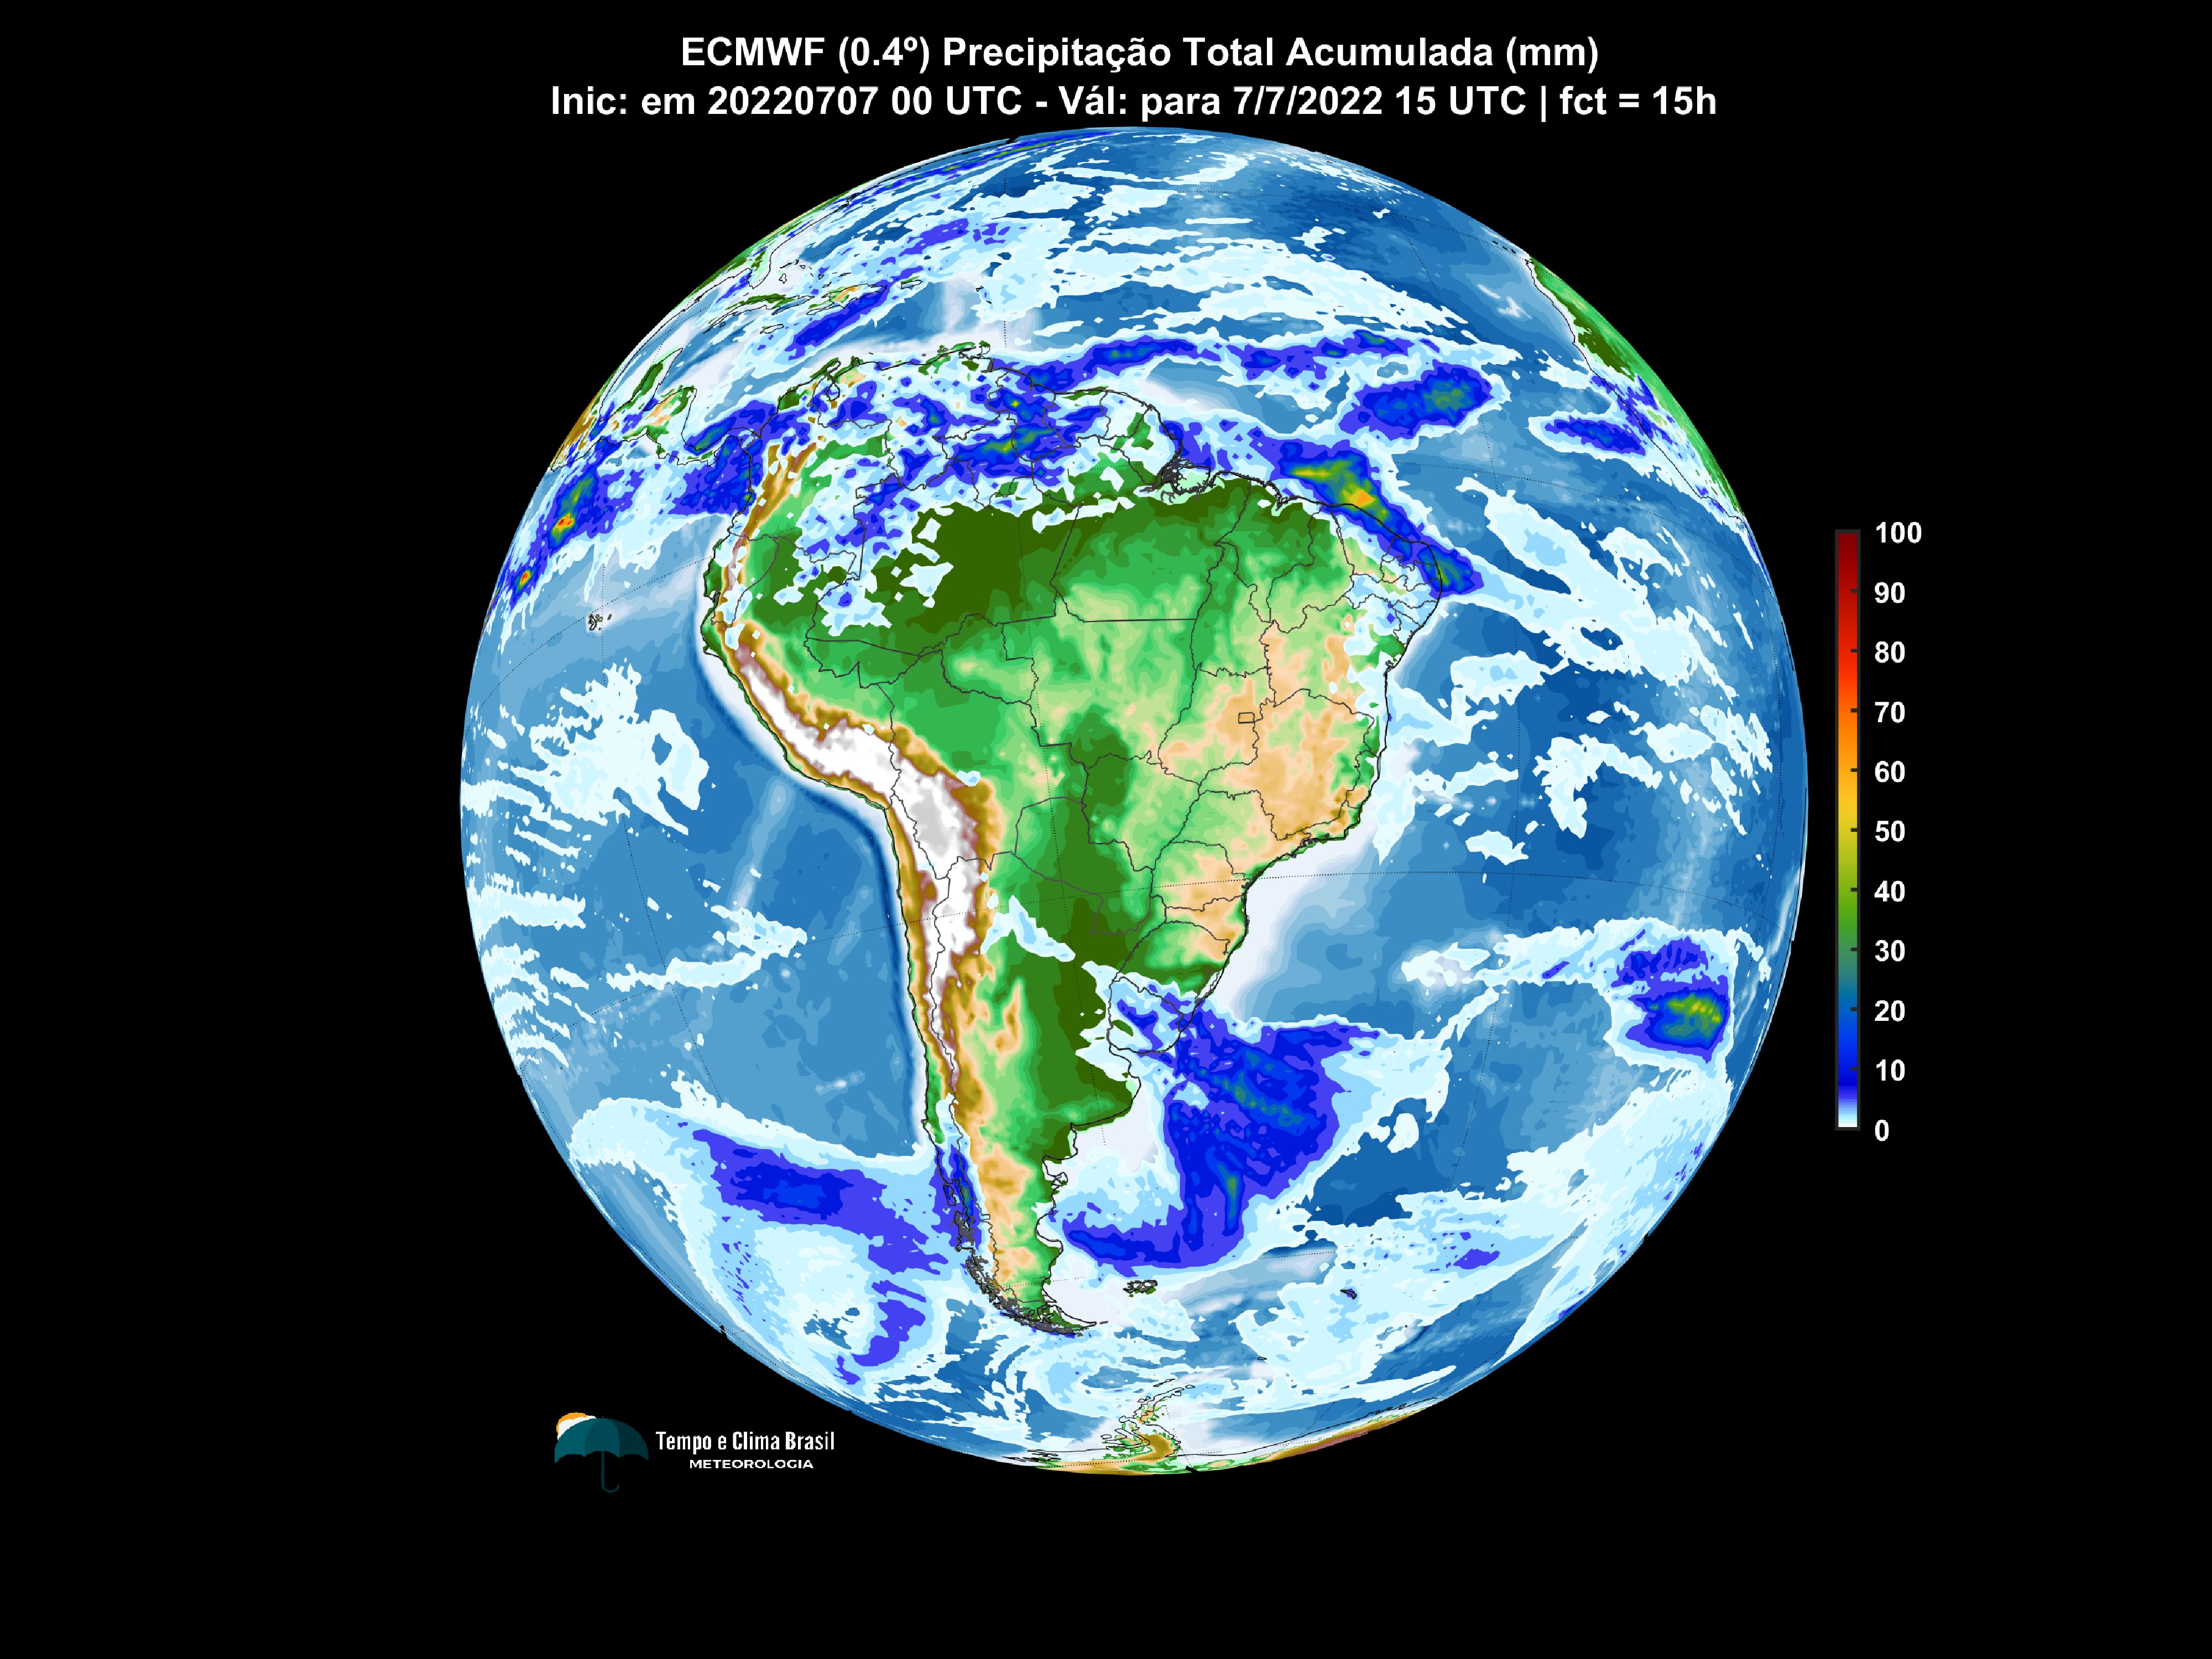 ECMWF (0.4º) Precipitação Total Acumulada (mm)
Inic: em 20220707 00 UTC - Vál: para 7/7/2022 15 UTC | fct = 15h
100
90
80
70
60
50
40
30
20
10
0
Tempo e Clima Brasil
METEOROLOGIA